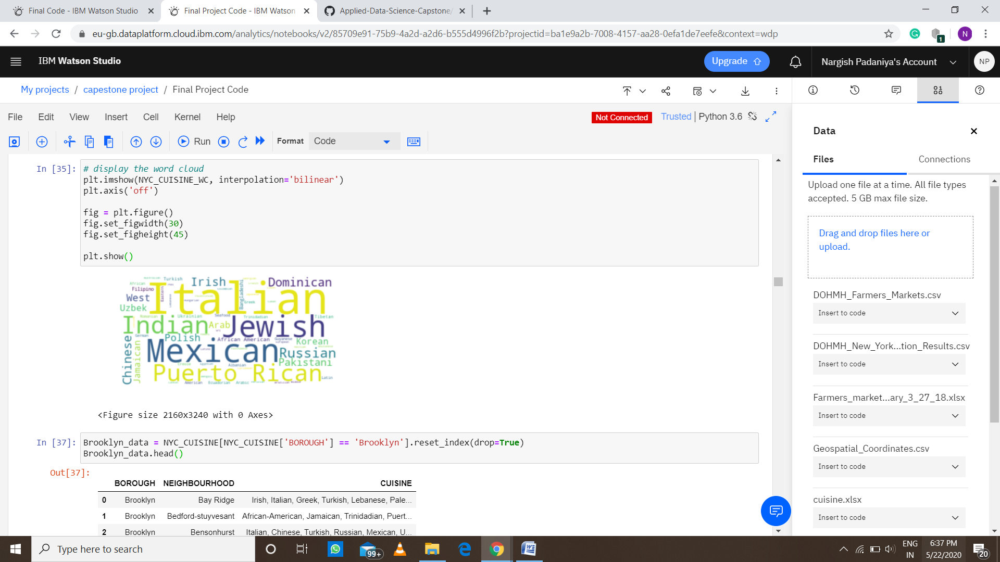 Final Code - IBM Watson Studio
Final Project Code - IBM Watson
Applied-Data-Science-Capstone/
eu-gb.dataplatform.cloud.ibm.com/analytics/notebooks/v2/85709e91-75b9-4a2d-a2d6-b555d4996f2b?projectid=ba1e9a2b-7008-4157-aa28-0efa1de7eefe&context=wdp
1
N
IBM Watson Studio
Upgrade
Nargish Padaniya's Account
NP
My projects / capestone project / Final Project Code
File Edit View Insert Cell Kernel Help
Not Connected
Trusted | Python 3.6
Run
Format
Code
In [35]:
# display the word cloud
plt.imshow(NYC_CUISINE_WC, interpolation='bilinear')
plt.axis('off')
fig = plt.figure()
fig.set_figwidth(30)
fig.set_figheight(45)
plt.show()
Turkish
Irish
Dominican
African
Filipino
Eastern
Italian
Bangladeshi
West
Greek
Uzbek
Ukrainian
Seafood
Trinidadian
Tibetan
Indian
Arab
Jewish
German
Polish
African American
Guyanese
Korean
Chinese
Jamaican
Mexican
Russian
Pakistani
Albanian
Puerto Rican
Latin
American
Ecuadorian
Arabic
<Figure size 2160x3240 with 0 Axes>
In [37]:
Brooklyn_data = NYC_CUISINE[NYC_CUISINE['BOROUGH'] == 'Brooklyn'].reset_index(drop=True)
Brooklyn_data.head()
Out[37]:
BOROUGH NEIGHBOURHOOD CUISINE
0 Brooklyn Bay Ridge Irish, Italian, Greek, Turkish, Lebanese, Pale...
1 Brooklyn Bedford-stuyvesant African-American, Jamaican, Trinidadian, Puert...
2 Brooklyn Bensonhurst Italian, Chinese, Turkish, Russian, Mexican, U...
Data
Files Connections
Upload one file at a time. All file types
accepted. 5 GB max file size.
Drag and drop files here or
upload.
DOHMH_Farmers_Markets.csv
Insert to code
DOHMH_New_York...tion_Results.csv
Insert to code
Farmers_market...ary_3_27_18.xlsx
Insert to code
Geospatial_Coordinates.csv
Insert to code
cuisine.xlsx
Insert to code
Type here to search
99+
ENG
IN
6:37 PM
5/22/2020
20